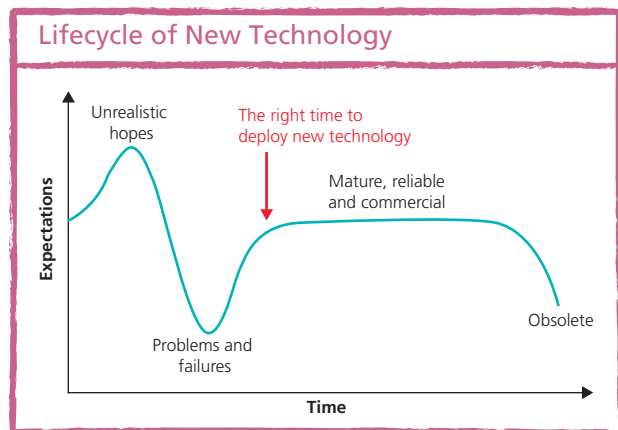 Lifecycle of New Technology
Unrealistic
hopes
The right time to
deploy new technology
Mature, reliable
and commercial
Expectations
Problems and
failures
Obsolete
Time